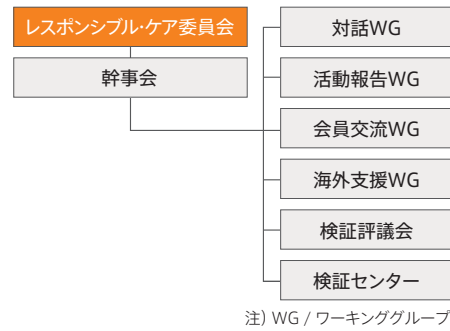 レスポンシブル・ケア委員会
幹事会
対話WG
活動報告WG
会員交流WG
海外支援WG
検証評議会
検証センター
注) WG / ワーキンググループ